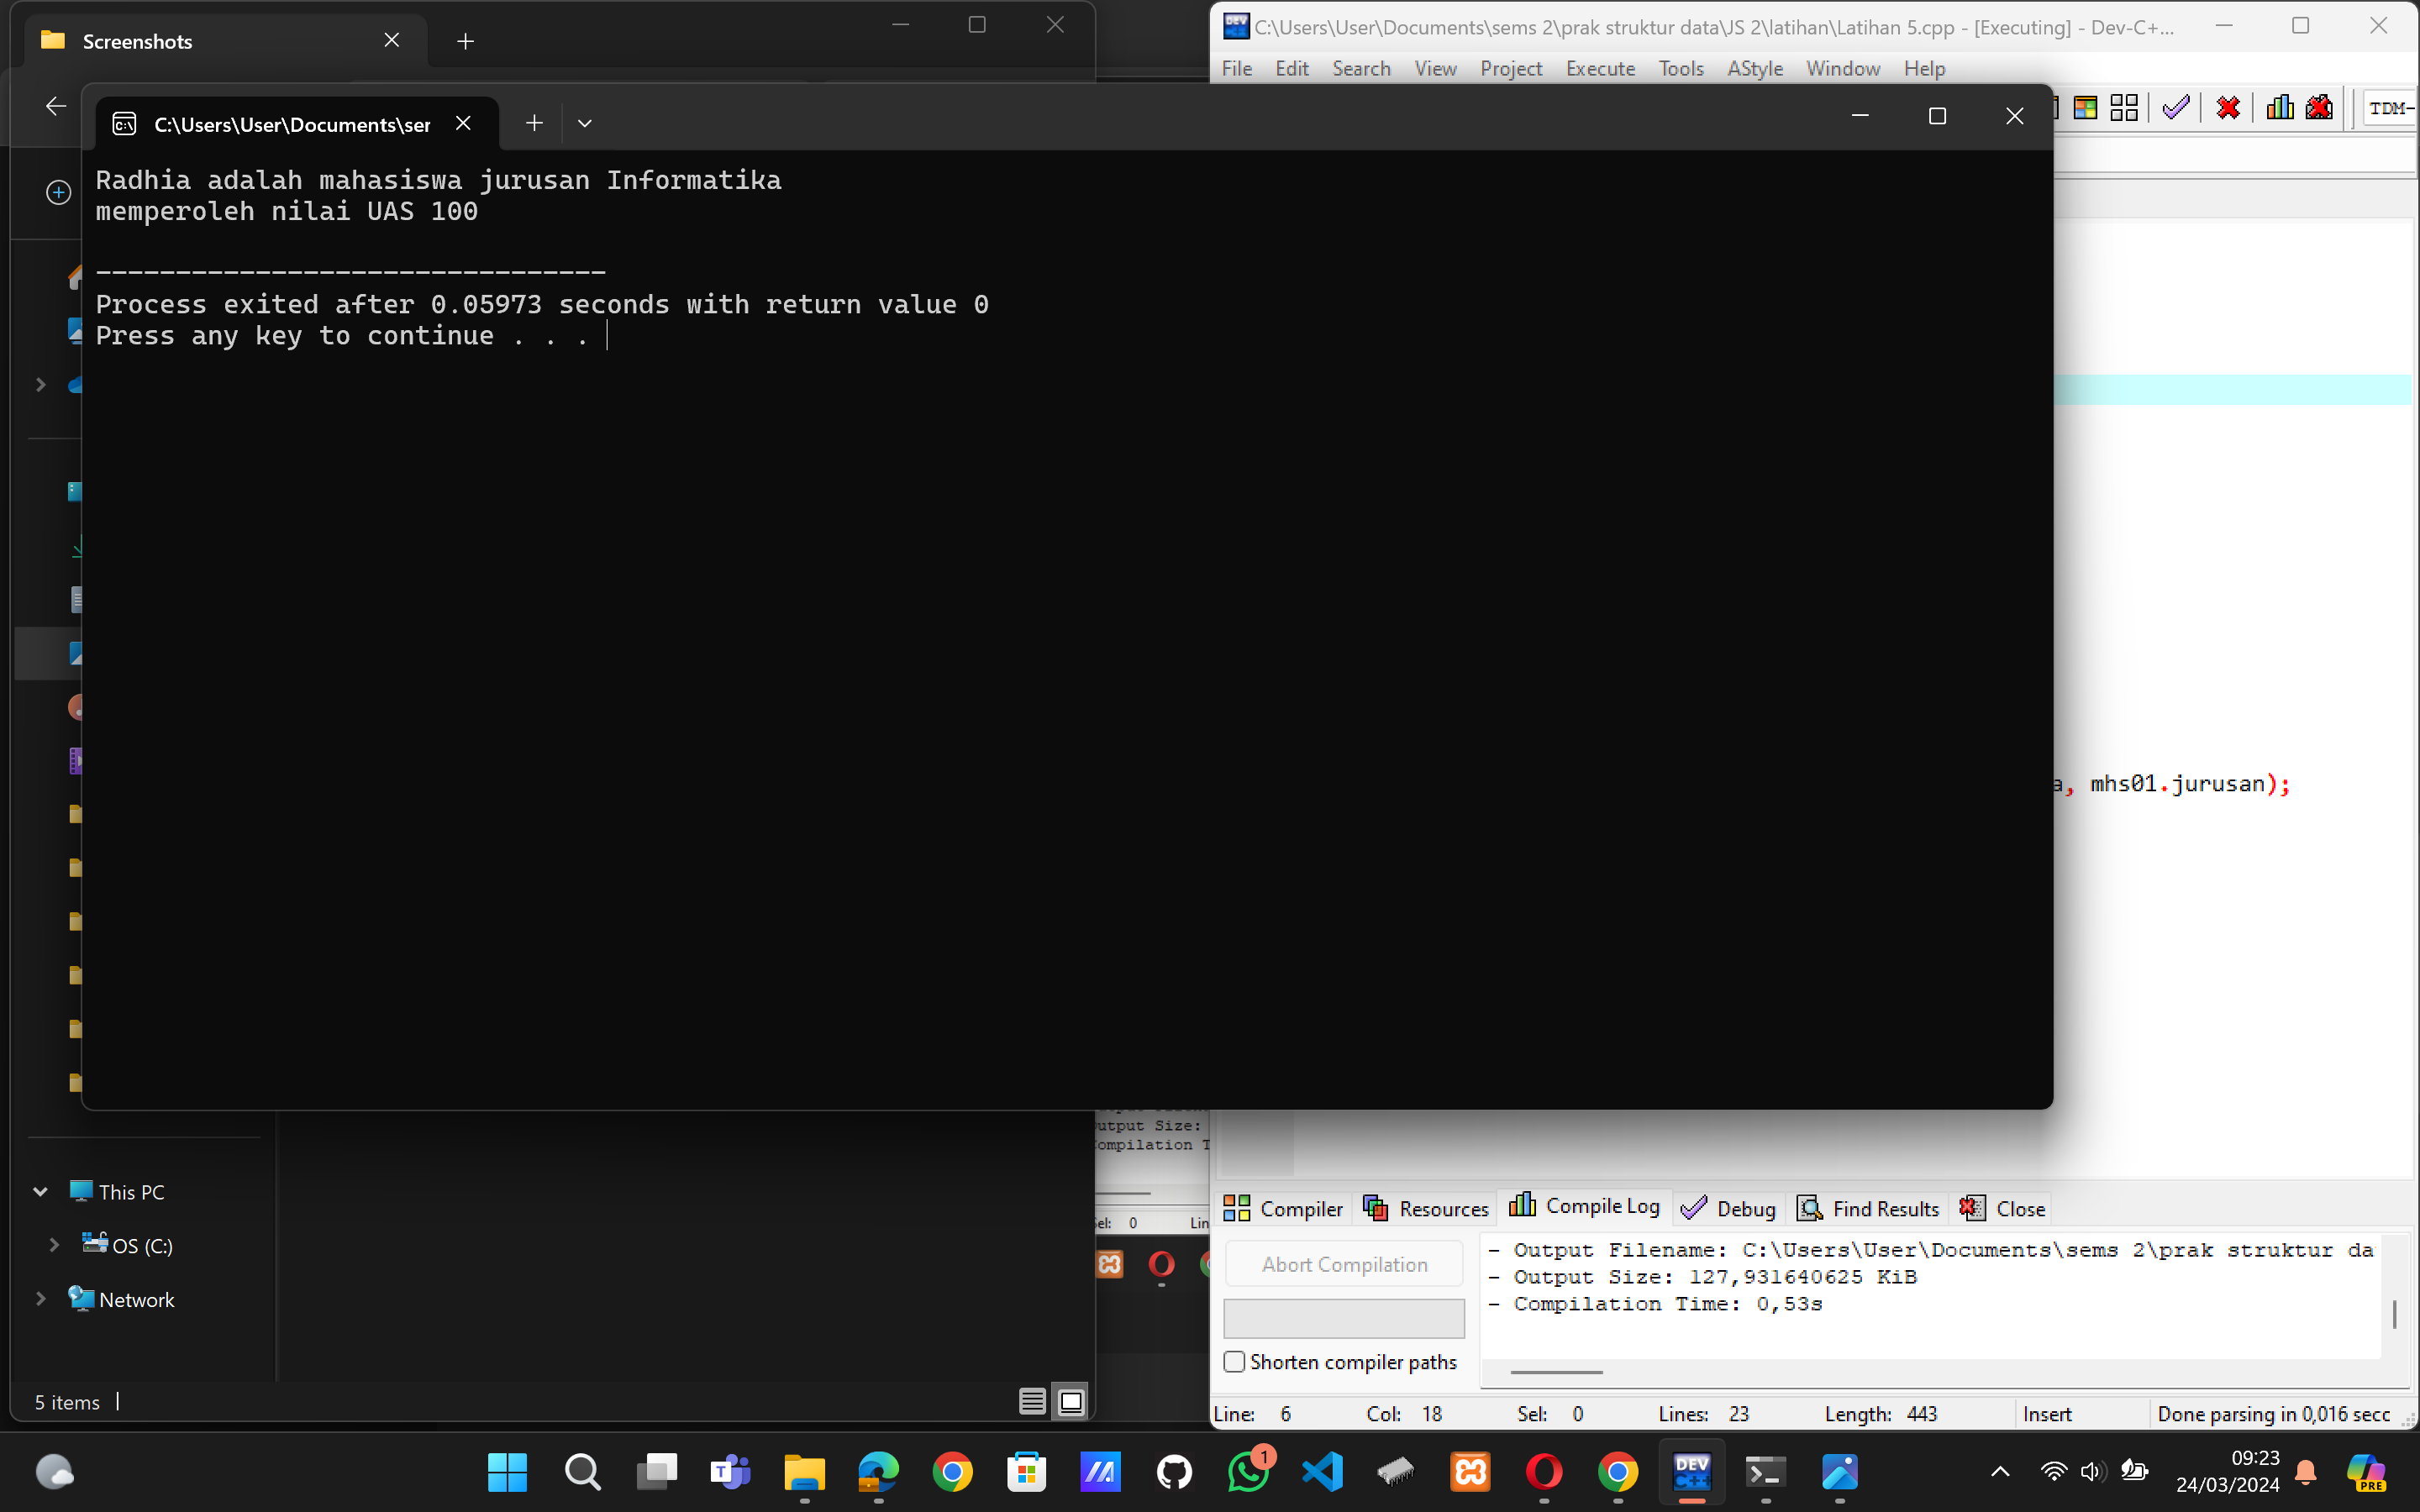 Screenshots
C:\Users\User\Documents\sems 2\prak struktur data\JS 2\latihan\Latihan 5.cpp - [Executing] - Dev-C+...
File Edit Search View Project Execute Tools AStyle Window Help
TDM-
C:\Users\User\Documents\ser
Radhia adalah mahasiswa jurusan Informatika
memperoleh nilai UAS 100
--------------------------------
Process exited after 0.05973 seconds with return value 0
Press any key to continue . . .
a, mhs01.jurusan);
utput Size:
ompilation T
el: 0 Lin
This PC
OS (C:)
Network
5 items
Compiler Resources Compile Log Debug Find Results Close
Abort Compilation
Shorten compiler paths
- Output Filename: C:\Users\User\Documents\sems 2\prak struktur da
- Output Size: 127,931640625 KiB
- Compilation Time: 0,53s
Line: 6 Col: 18 Sel: 0 Lines: 23 Length: 443 Insert Done parsing in 0,016 secc
1
DEV C++
09:23
24/03/2024
PRE